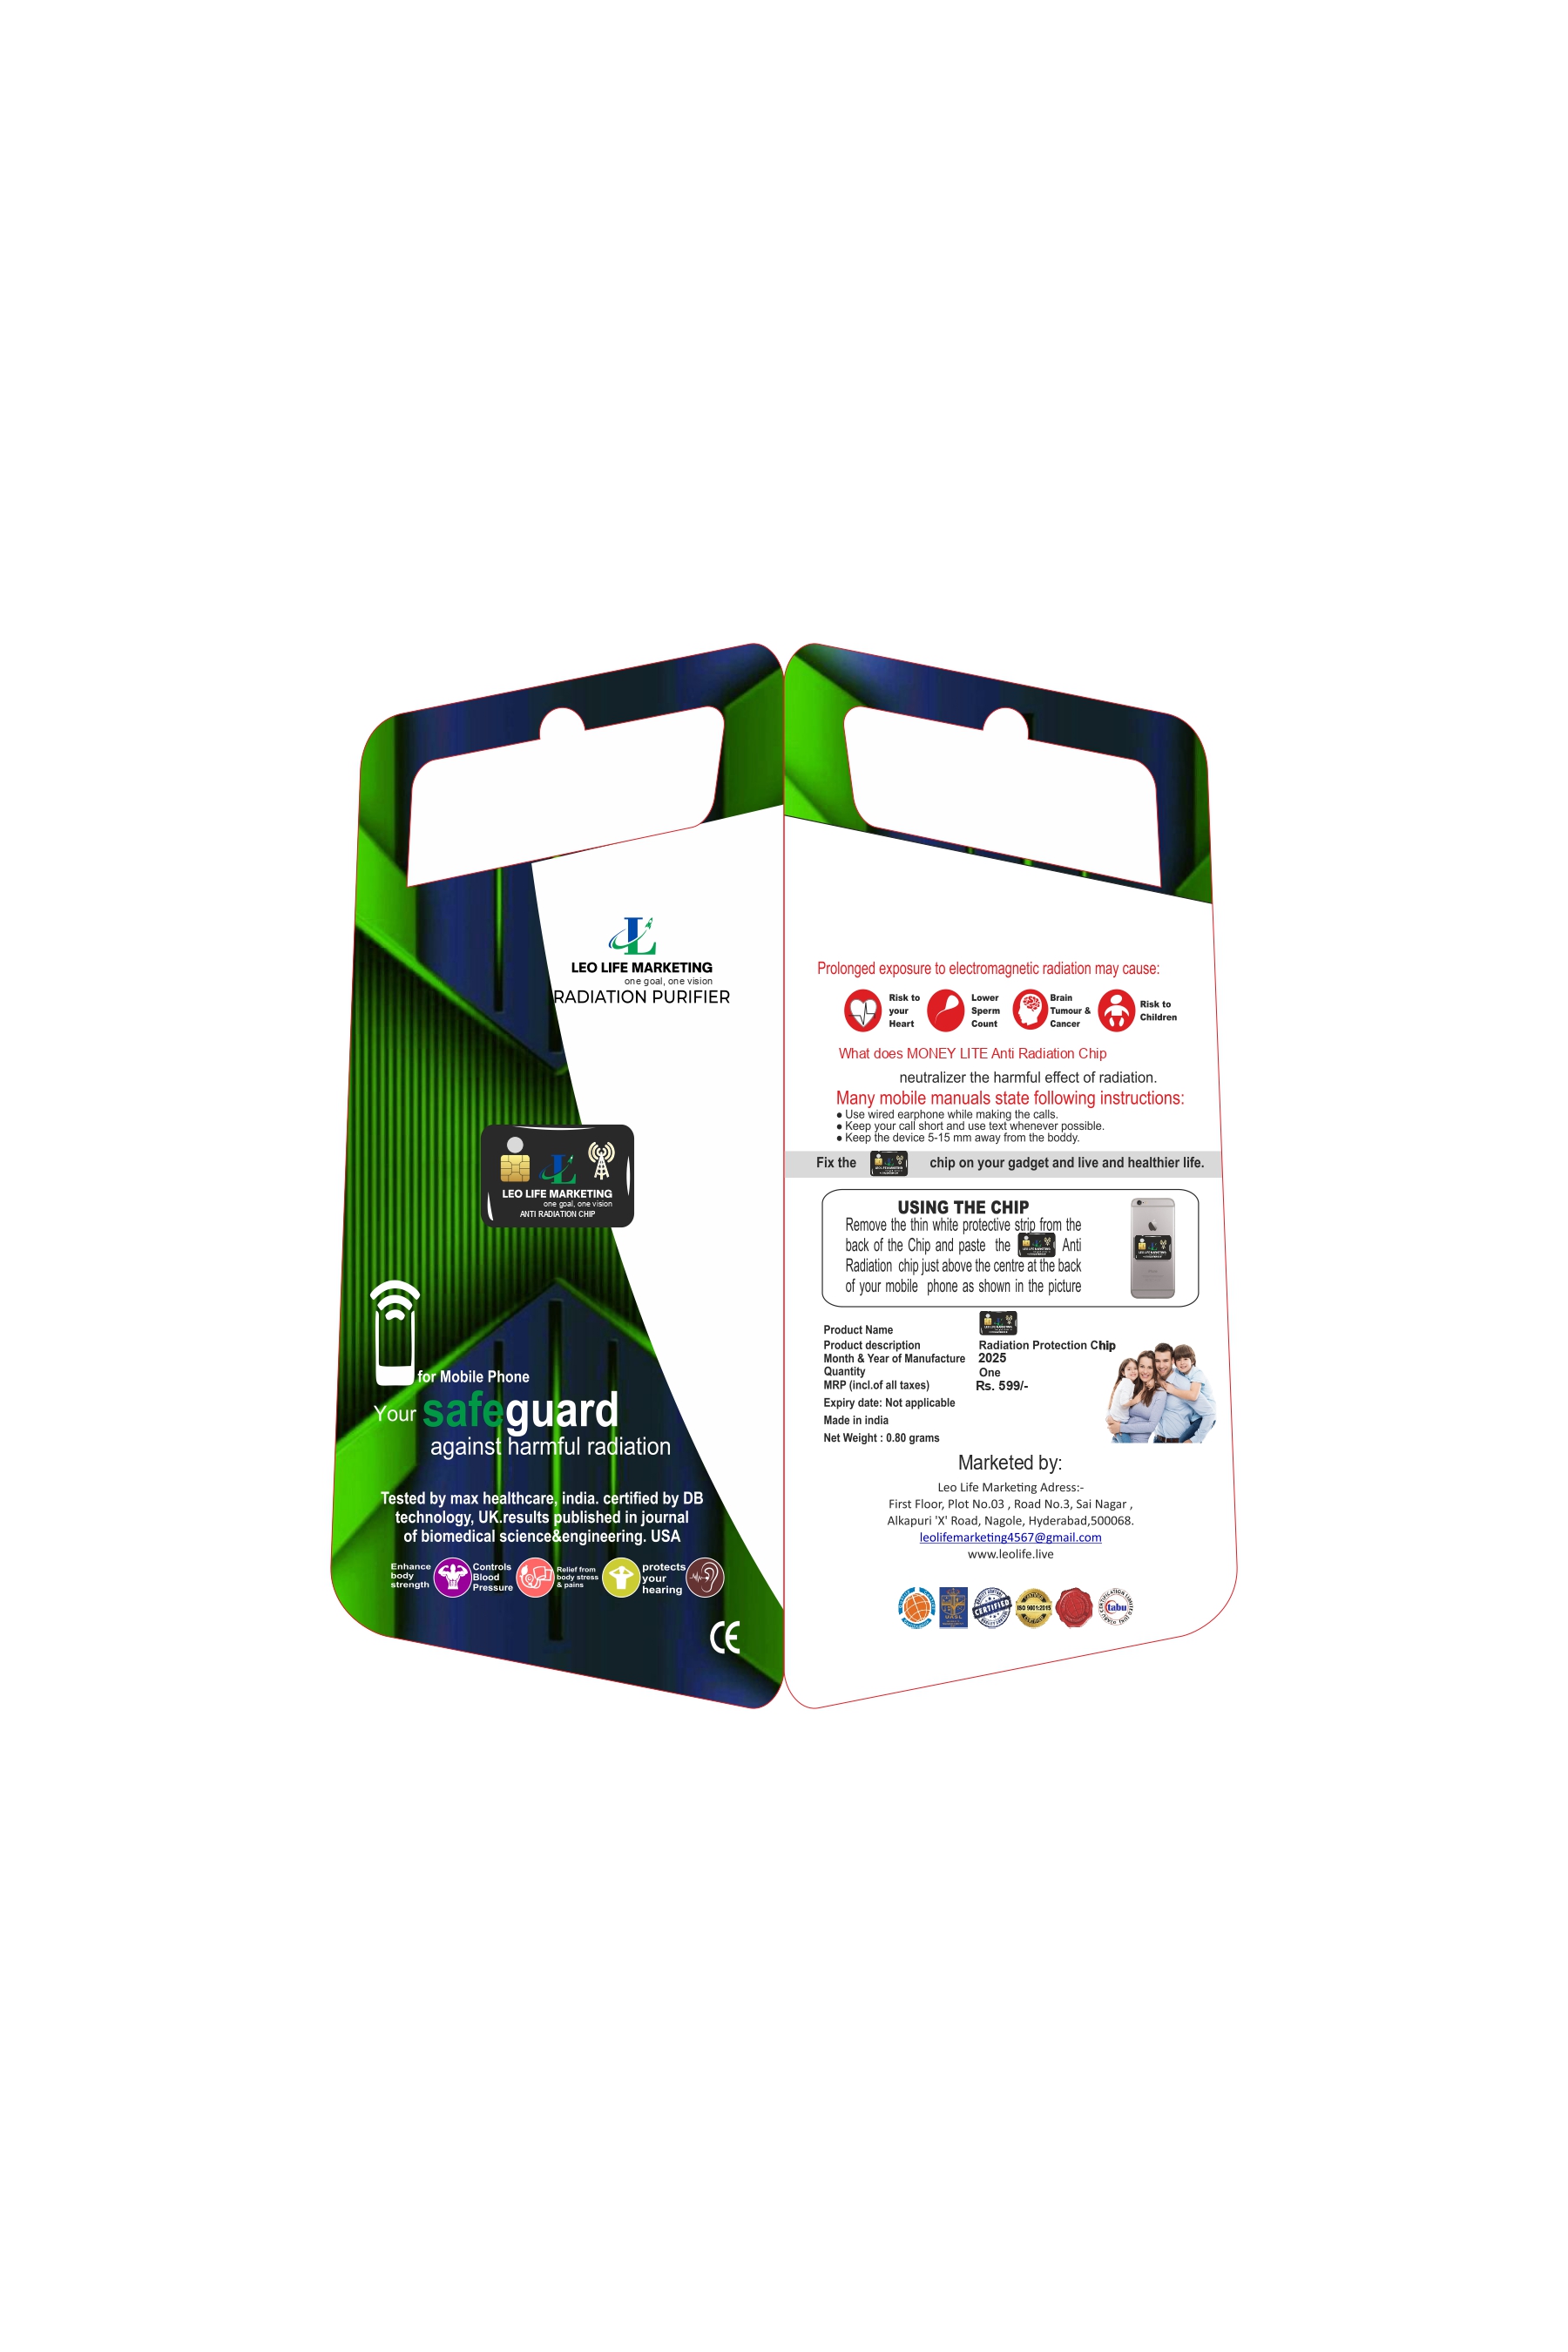 LEO LIFE MARKETING
one goal, one vision
RADIATION PURIFIER
LEO LIFE MARKETING
one goal, one vision
ANTI RADIATION CHIP
for Mobile Phone
Your safeguard
against harmful radiation
Tested by max healthcare, india. certified by DB
technology, UK.results published in journal
of biomedical science&engineering. USA
Enhance
body
strength
Controls
Blood
Pressure
Relief from
body stress
& pains
protects
your
hearing
CE
Prolonged exposure to electromagnetic radiation may cause:
Risk to
your
Heart
Lower
Sperm
Count
Brain
Tumour &
Cancer
Risk to
Children
What does MONEY LITE Anti Radiation Chip
neutralizer the harmful effect of radiation.
Many mobile manuals state following instructions:
● Use wired earphone while making the calls.
● Keep your call short and use text whenever possible.
● Keep the device 5-15 mm away from the boddy.
Fix the chip on your gadget and live and healthier life.
USING THE CHIP
Remove the thin white protective strip from the
back of the Chip and paste the Anti
Radiation chip just above the centre at the back
of your mobile phone as shown in the picture
Product Name
Product description Radiation Protection Chip
Month & Year of Manufacture 2025
Quantity One
MRP (incl.of all taxes) Rs. 599/-
Expiry date: Not applicable
Made in india
Net Weight : 0.80 grams
Marketed by:
Leo Life Marketing Adress:-
First Floor, Plot No.03 , Road No.3, Sai Nagar ,
Alkapuri 'X' Road, Nagole, Hyderabad,500068.
leolifemarketing4567@gmail.com
www.leolife.live
CERTIFIED
ISO 9001:2015
tabu